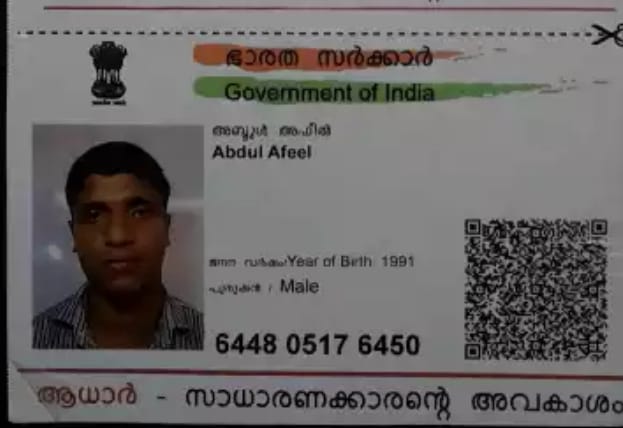 ഭാരത സർക്കാർ
Government of India
അബ്ദുൾ അഫീൽ
Abdul Afeel
ജനന വർഷം/Year of Birth 1991
പുരുഷൻ / Male
6448 0517 6450
ആധാർ - സാധാരണക്കാരന്റെ അവകാശം